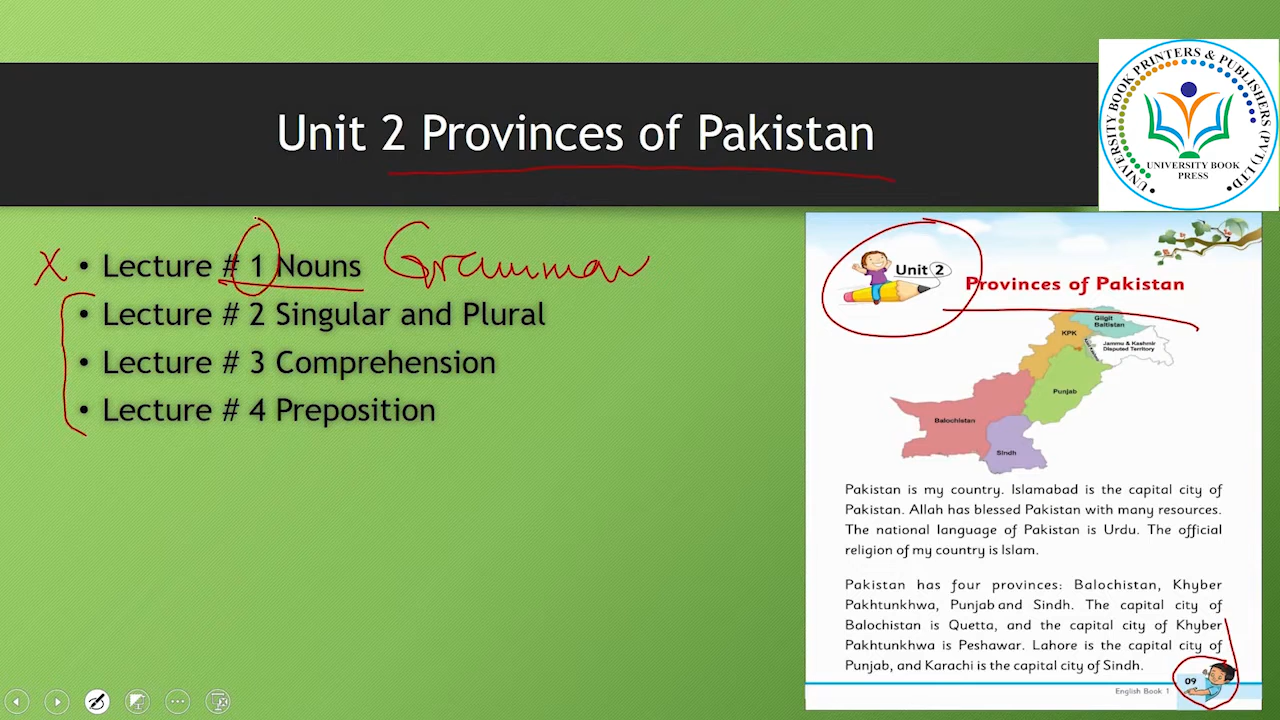 Unit 2 Provinces of Pakistan
UNIVERSITY BOOK PRINTERS & PUBLISHERS (PVT) LTD.
UNIVERSITY BOOK
PRESS
X • Lecture # 1 Nouns Grammar
• Lecture # 2 Singular and Plural
• Lecture # 3 Comprehension
• Lecture # 4 Preposition
Unit 2
Provinces of Pakistan
Gilgit
Baltistan
KPK
Jammu & Kashmir
Disputed Territory
Punjab
Balochistan
Sindh
Pakistan is my country. Islamabad is the capital city of
Pakistan. Allah has blessed Pakistan with many resources.
The national language of Pakistan is Urdu. The official
religion of my country is Islam.
Pakistan has four provinces: Balochistan, Khyber
Pakhtunkhwa, Punjab and Sindh. The capital city of
Balochistan is Quetta, and the capital city of Khyber
Pakhtunkhwa is Peshawar. Lahore is the capital city of
Punjab, and Karachi is the capital city of Sindh.
09
English Book 1